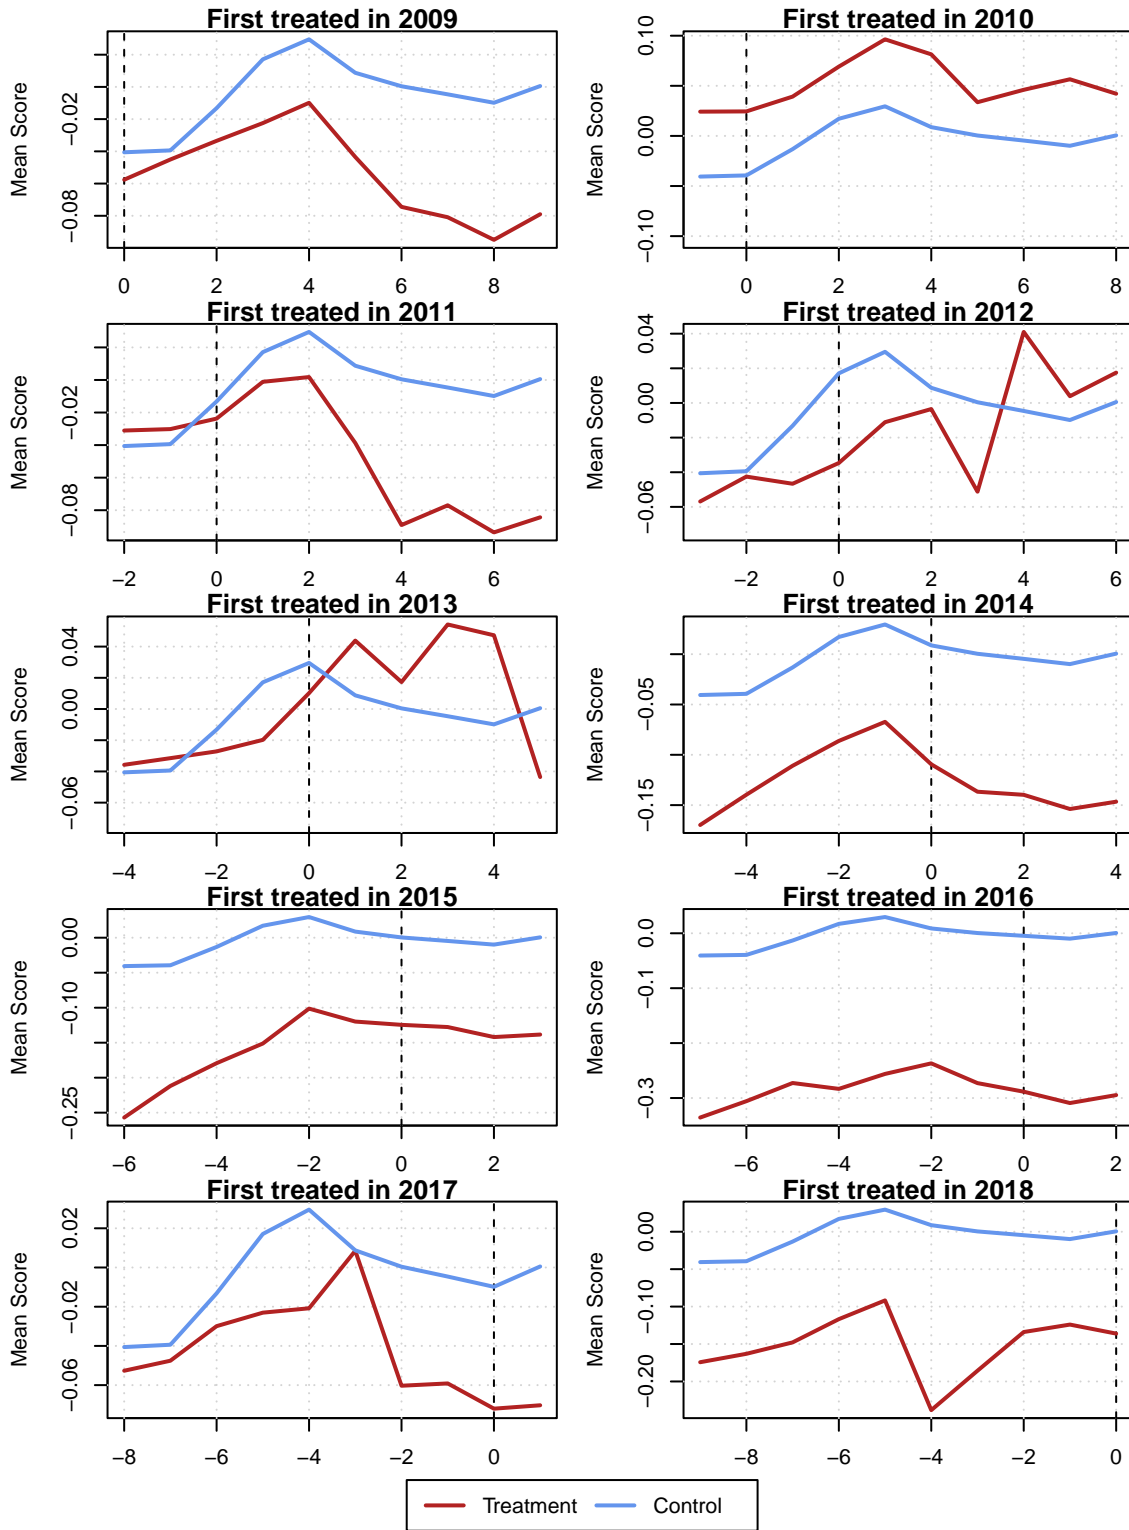 First treated in 2009
Mean Score
−0.02
−0.08
0 2 4 6 8
First treated in 2010
Mean Score
0.10
0.00
−0.10
0 2 4 6 8
First treated in 2011
Mean Score
−0.02
−0.08
−2 0 2 4 6
First treated in 2012
Mean Score
0.04
0.00
−0.06
−2 0 2 4 6
First treated in 2013
Mean Score
0.04
0.00
−0.06
−4 −2 0 2 4
First treated in 2014
Mean Score
−0.05
−0.15
−4 −2 0 2 4
First treated in 2015
Mean Score
0.00
−0.10
−0.25
−6 −4 −2 0 2
First treated in 2016
Mean Score
0.0
−0.1
−0.3
−6 −4 −2 0 2
First treated in 2017
Mean Score
0.02
−0.02
−0.06
−8 −6 −4 −2 0
First treated in 2018
Mean Score
0.00
−0.10
−0.20
−8 −6 −4 −2 0
Treatment Control